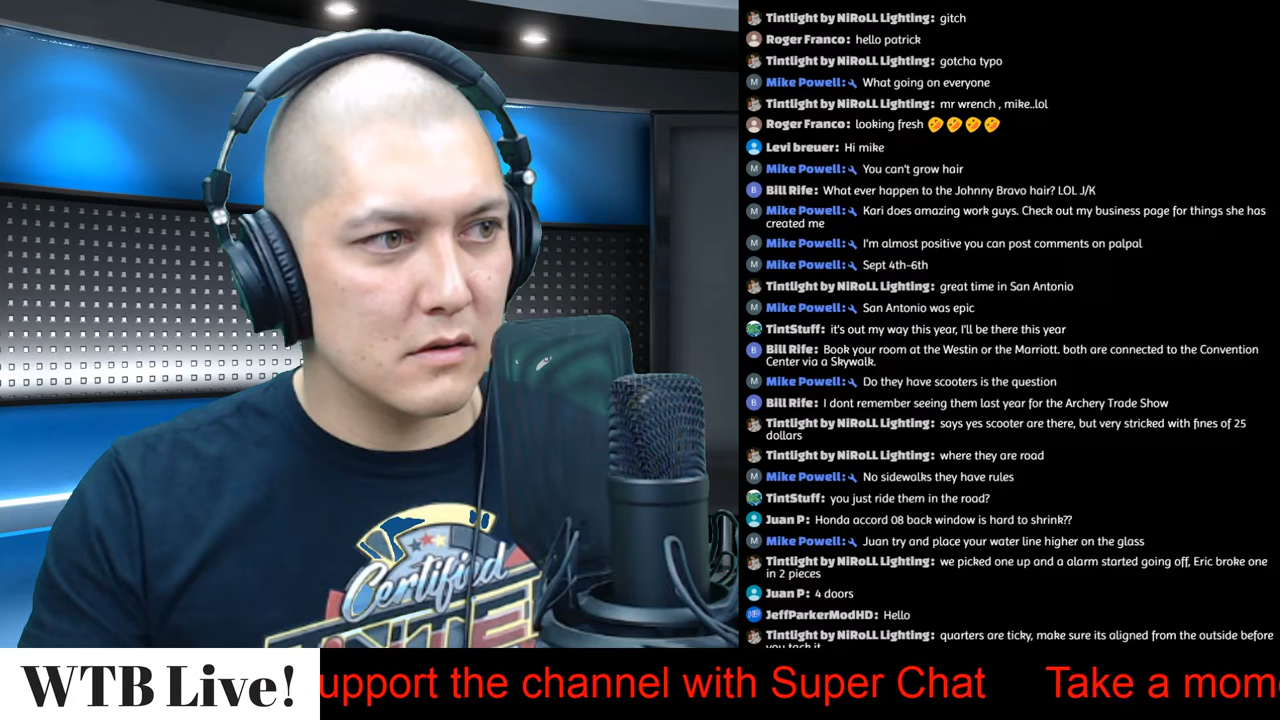 Tintlight by NiRoLL Lighting: gitch
Roger Franco: hello patrick
Tintlight by NiRoLL Lighting: gotcha typo
M Mike Powell: What going on everyone
Tintlight by NiRoLL Lighting: mr wrench , mike..lol
Roger Franco: looking fresh
Levi breuer: Hi mike
M Mike Powell: You can't grow hair
B Bill Rife: What ever happen to the Johnny Bravo hair? LOL J/K
M Mike Powell: Kari does amazing work guys. Check out my business page for things she has
created me
M Mike Powell: I'm almost positive you can post comments on palpal
M Mike Powell: Sept 4th-6th
Tintlight by NiRoLL Lighting: great time in San Antonio
M Mike Powell: San Antonio was epic
TintStuff: it's out my way this year, I'll be there this year
B Bill Rife: Book your room at the Westin or the Marriott. both are connected to the Convention
Center via a Skywalk.
M Mike Powell: Do they have scooters is the question
B Bill Rife: I dont remember seeing them last year for the Archery Trade Show
Tintlight by NiRoLL Lighting: says yes scooter are there, but very stricked with fines of 25
dollars
Tintlight by NiRoLL Lighting: where they are road
M Mike Powell: No sidewalks they have rules
TintStuff: you just ride them in the road?
Juan P: Honda accord 08 back window is hard to shrink??
M Mike Powell: Juan try and place your water line higher on the glass
Tintlight by NiRoLL Lighting: we picked one up and a alarm started going off, Eric broke one
in 2 pieces
Juan P: 4 doors
JeffParkerModHD: Hello
Tintlight by NiRoLL Lighting: quarters are ticky, make sure its aligned from the outside before
you tack it
Certified
TINTER
WTB Live!
upport the channel with Super Chat Take a mom